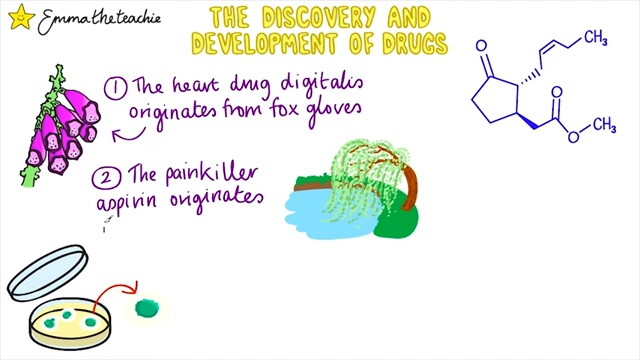 Emmatheteachie
THE DISCOVERY AND
DEVELOPMENT OF DRUGS
① The heart drug digitalis
originates from fox gloves
② The painkiller
aspirin originates
O
CH₃
O
O
CH₃